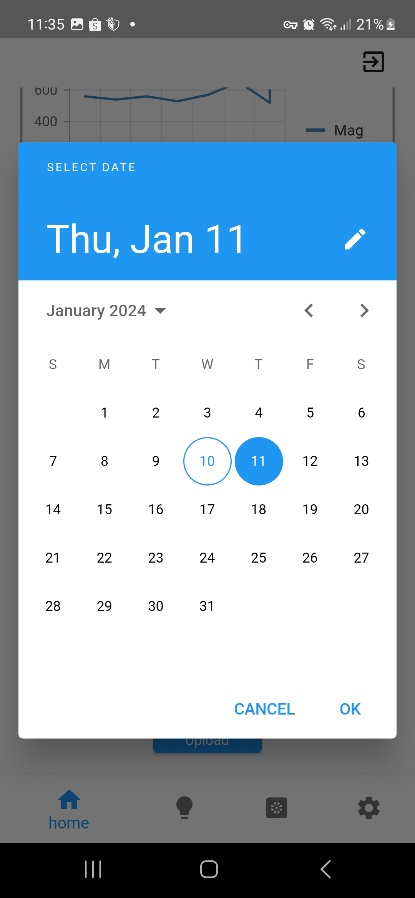 11:35
21%
600
400
Mag
SELECT DATE
Thu, Jan 11
January 2024
S M T W T F S
1 2 3 4 5 6
7 8 9 10 11 12 13
14 15 16 17 18 19 20
21 22 23 24 25 26 27
28 29 30 31
CANCEL OK
Upload
home